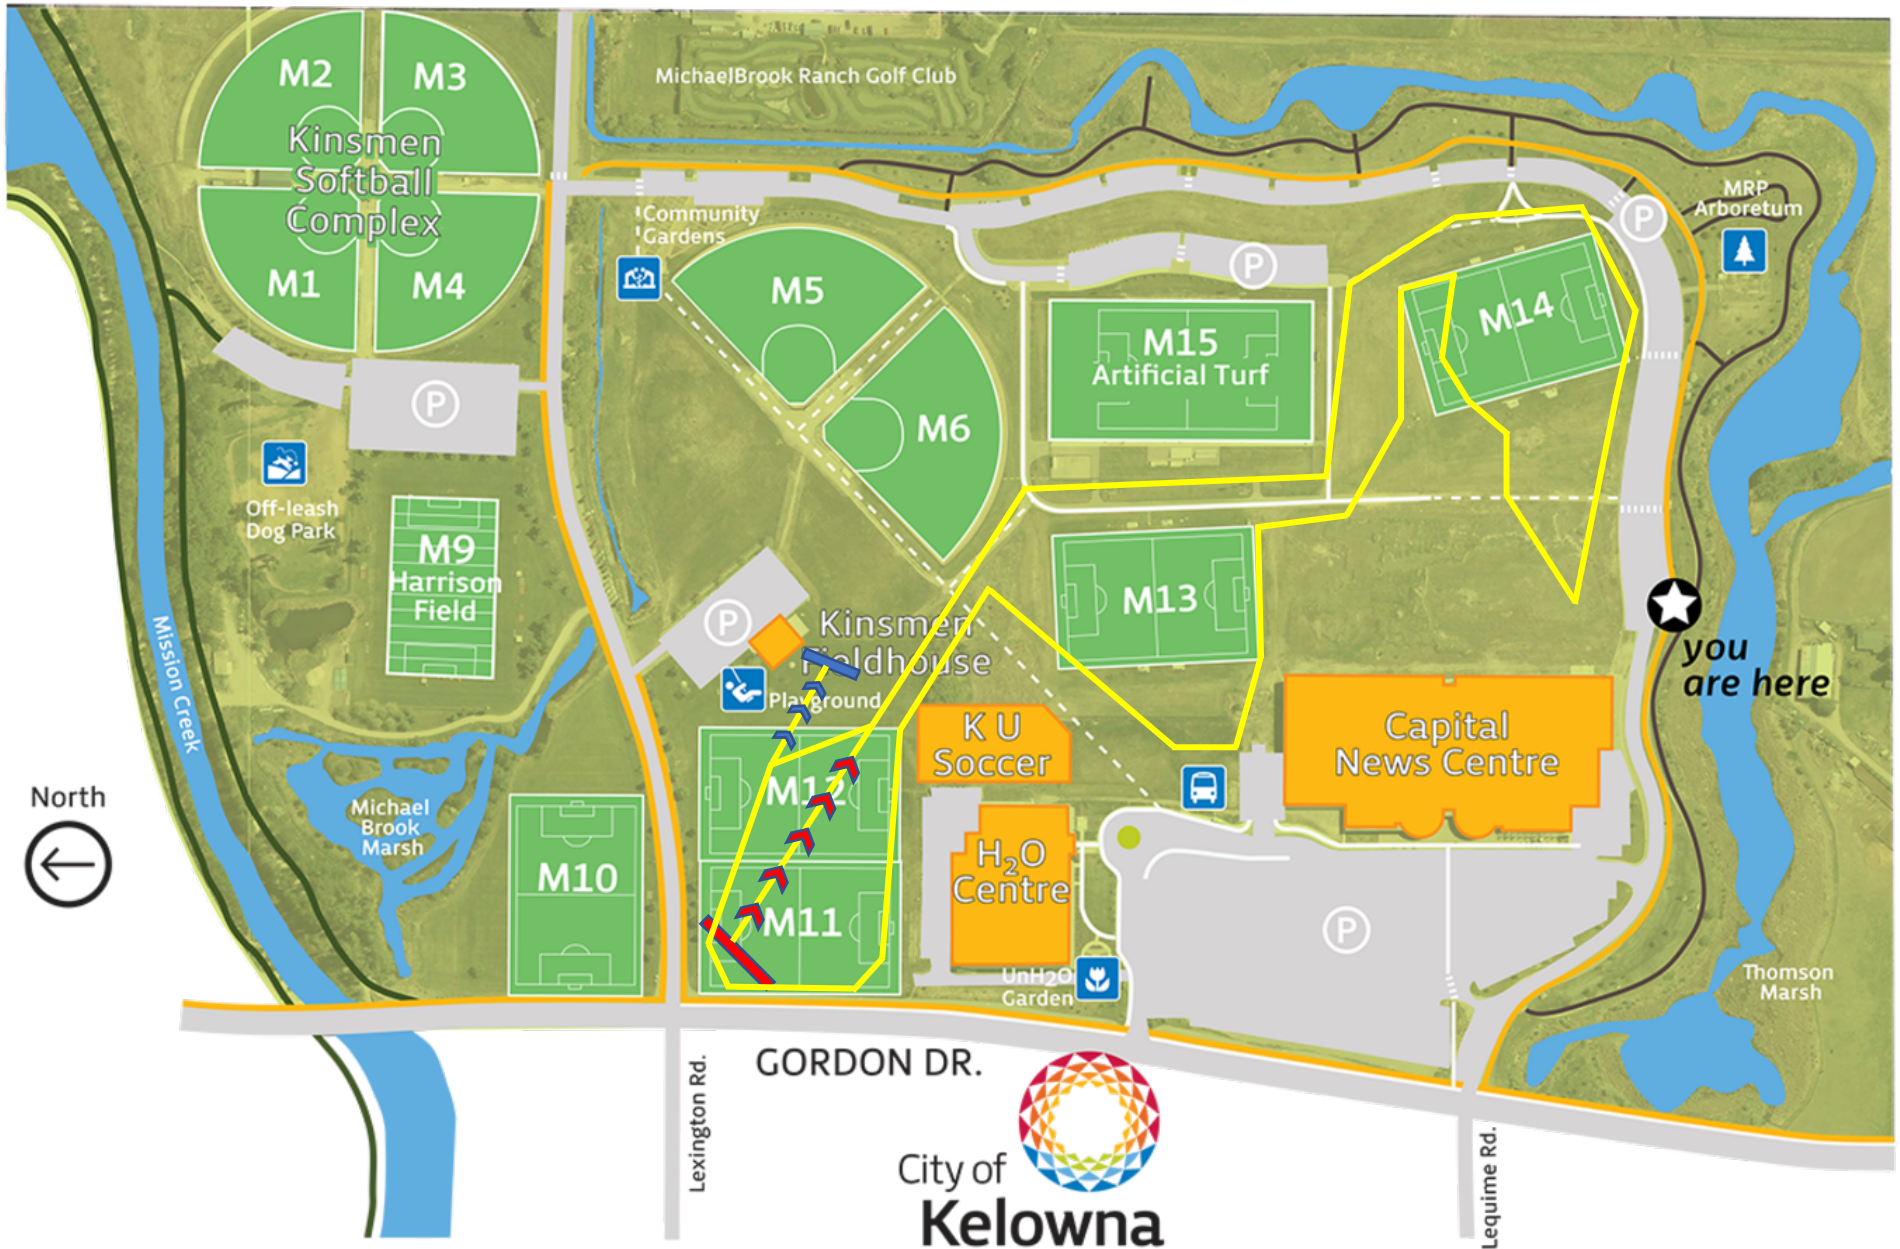 M2
M3
Kinsmen
Softball
Complex
M1
M4
MichaelBrook Ranch Golf Club
Community
Gardens
M5
M6
P
M15
Artificial Turf
M14
P
MRP
Arboretum
P
Off-leash
Dog Park
M9
Harrison
Field
Mission Creek
P
Kinsmen
Fieldhouse
Playground
M13
you
are here
K U
Soccer
Capital
News Centre
M12
M11
M10
H2O
Centre
UnH2O
Garden
P
Michael
Brook
Marsh
North
Thomson
Marsh
GORDON DR.
Lexington Rd.
Lequime Rd.
City of
Kelowna